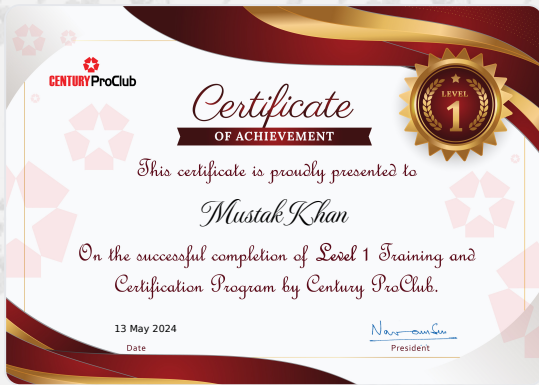 CENTURY ProClub
LEVEL
1
Certificate
OF ACHIEVEMENT
This certificate is proudly presented to
Mustak Khan
On the successful completion of Level 1 Training and
Certification Program by Century ProClub.
13 May 2024
Date
President